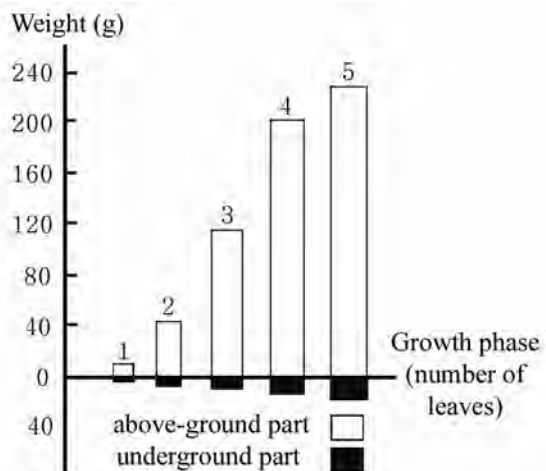 Weight (g)
240
200
160
120
80
40
0
40
1
2
3
4
5
Growth phase
(number of
leaves)
above-ground part
underground part